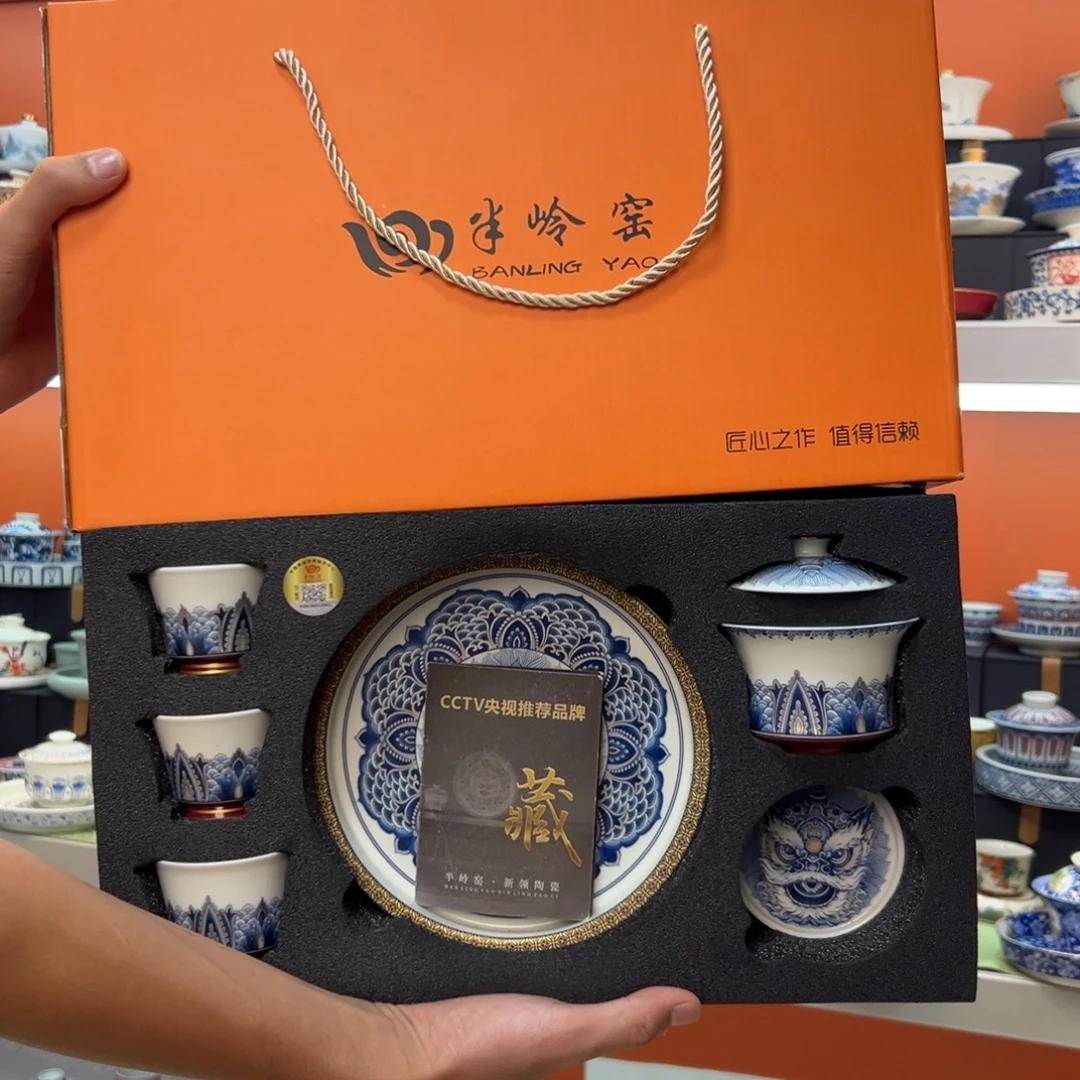 半岭窑
BANLING YAO
匠心之作 值得信赖
CCTV央视推荐品牌
藏
半岭窑·新领陶瓷